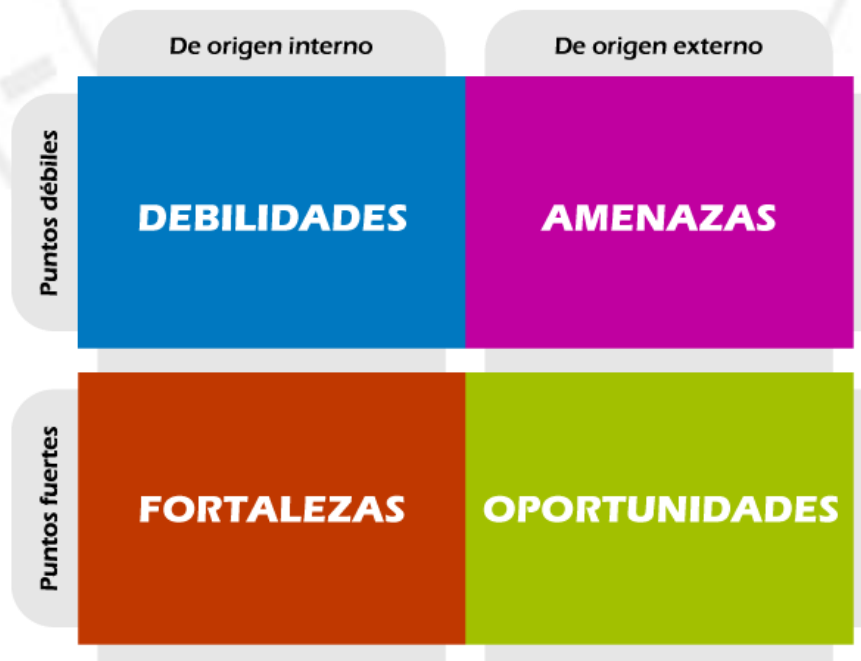 De origen interno
De origen externo
Puntos débiles
DEBILIDADES
AMENAZAS
Puntos fuertes
FORTALEZAS
OPORTUNIDADES